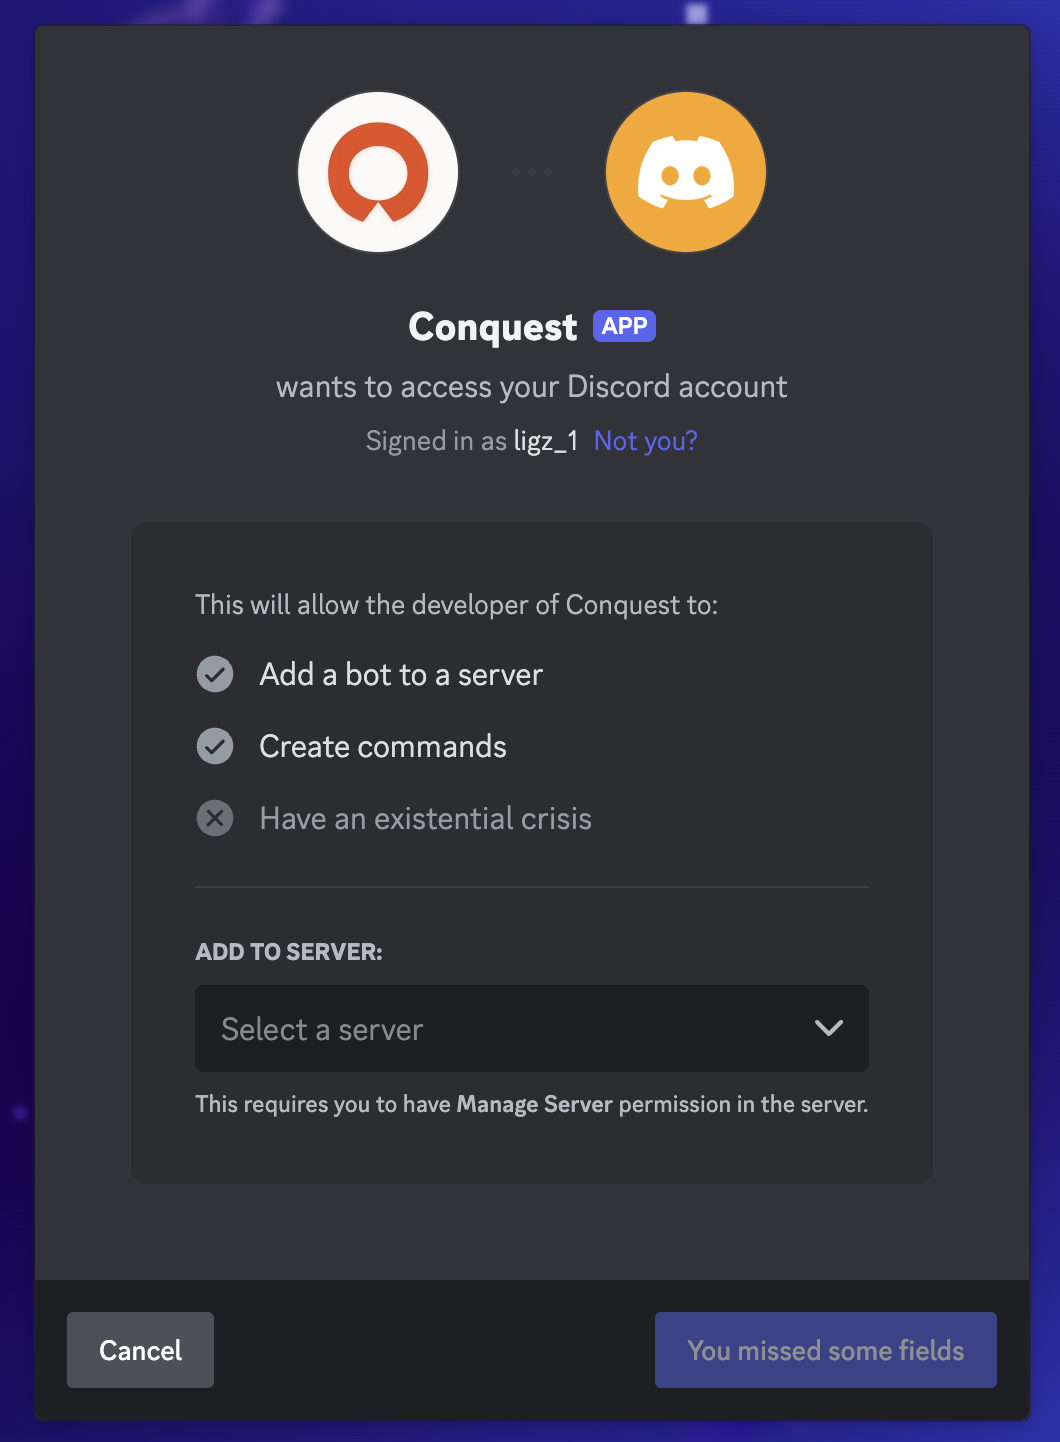 Conquest APP
wants to access your Discord account
Signed in as ligz_1 Not you?
This will allow the developer of Conquest to:
Add a bot to a server
Create commands
Have an existential crisis
ADD TO SERVER:
Select a server
This requires you to have Manage Server permission in the server.
Cancel
You missed some fields